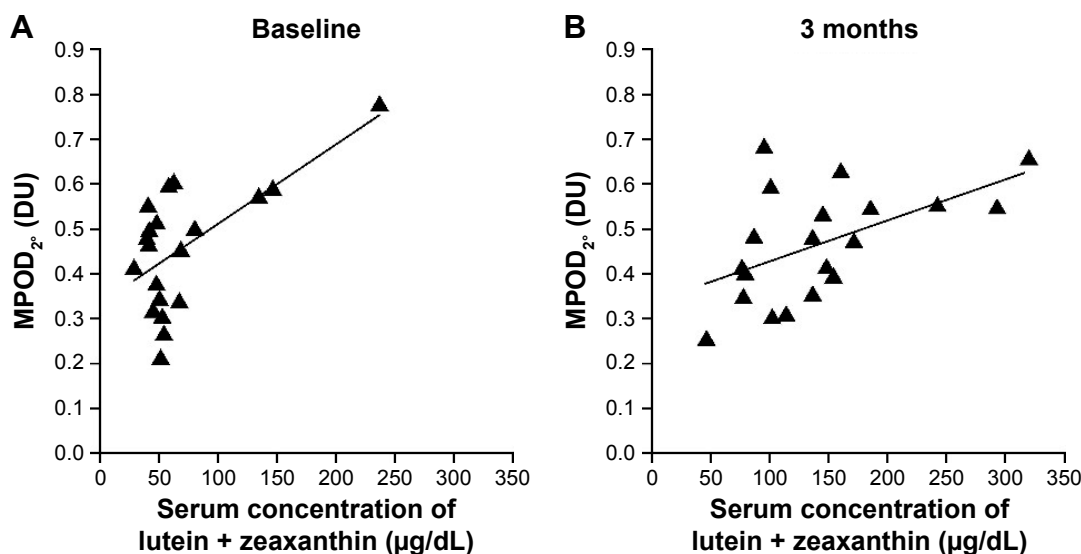 A
Baseline
0.9
0.8
0.7
0.6
0.5
0.4
0.3
0.2
0.1
0.0
MPOD2° (DU)
0 50 100 150 200 250 300 350
Serum concentration of
lutein + zeaxanthin (µg/dL)
B
3 months
0.9
0.8
0.7
0.6
0.5
0.4
0.3
0.2
0.1
0.0
MPOD2° (DU)
0 50 100 150 200 250 300 350
Serum concentration of
lutein + zeaxanthin (µg/dL)